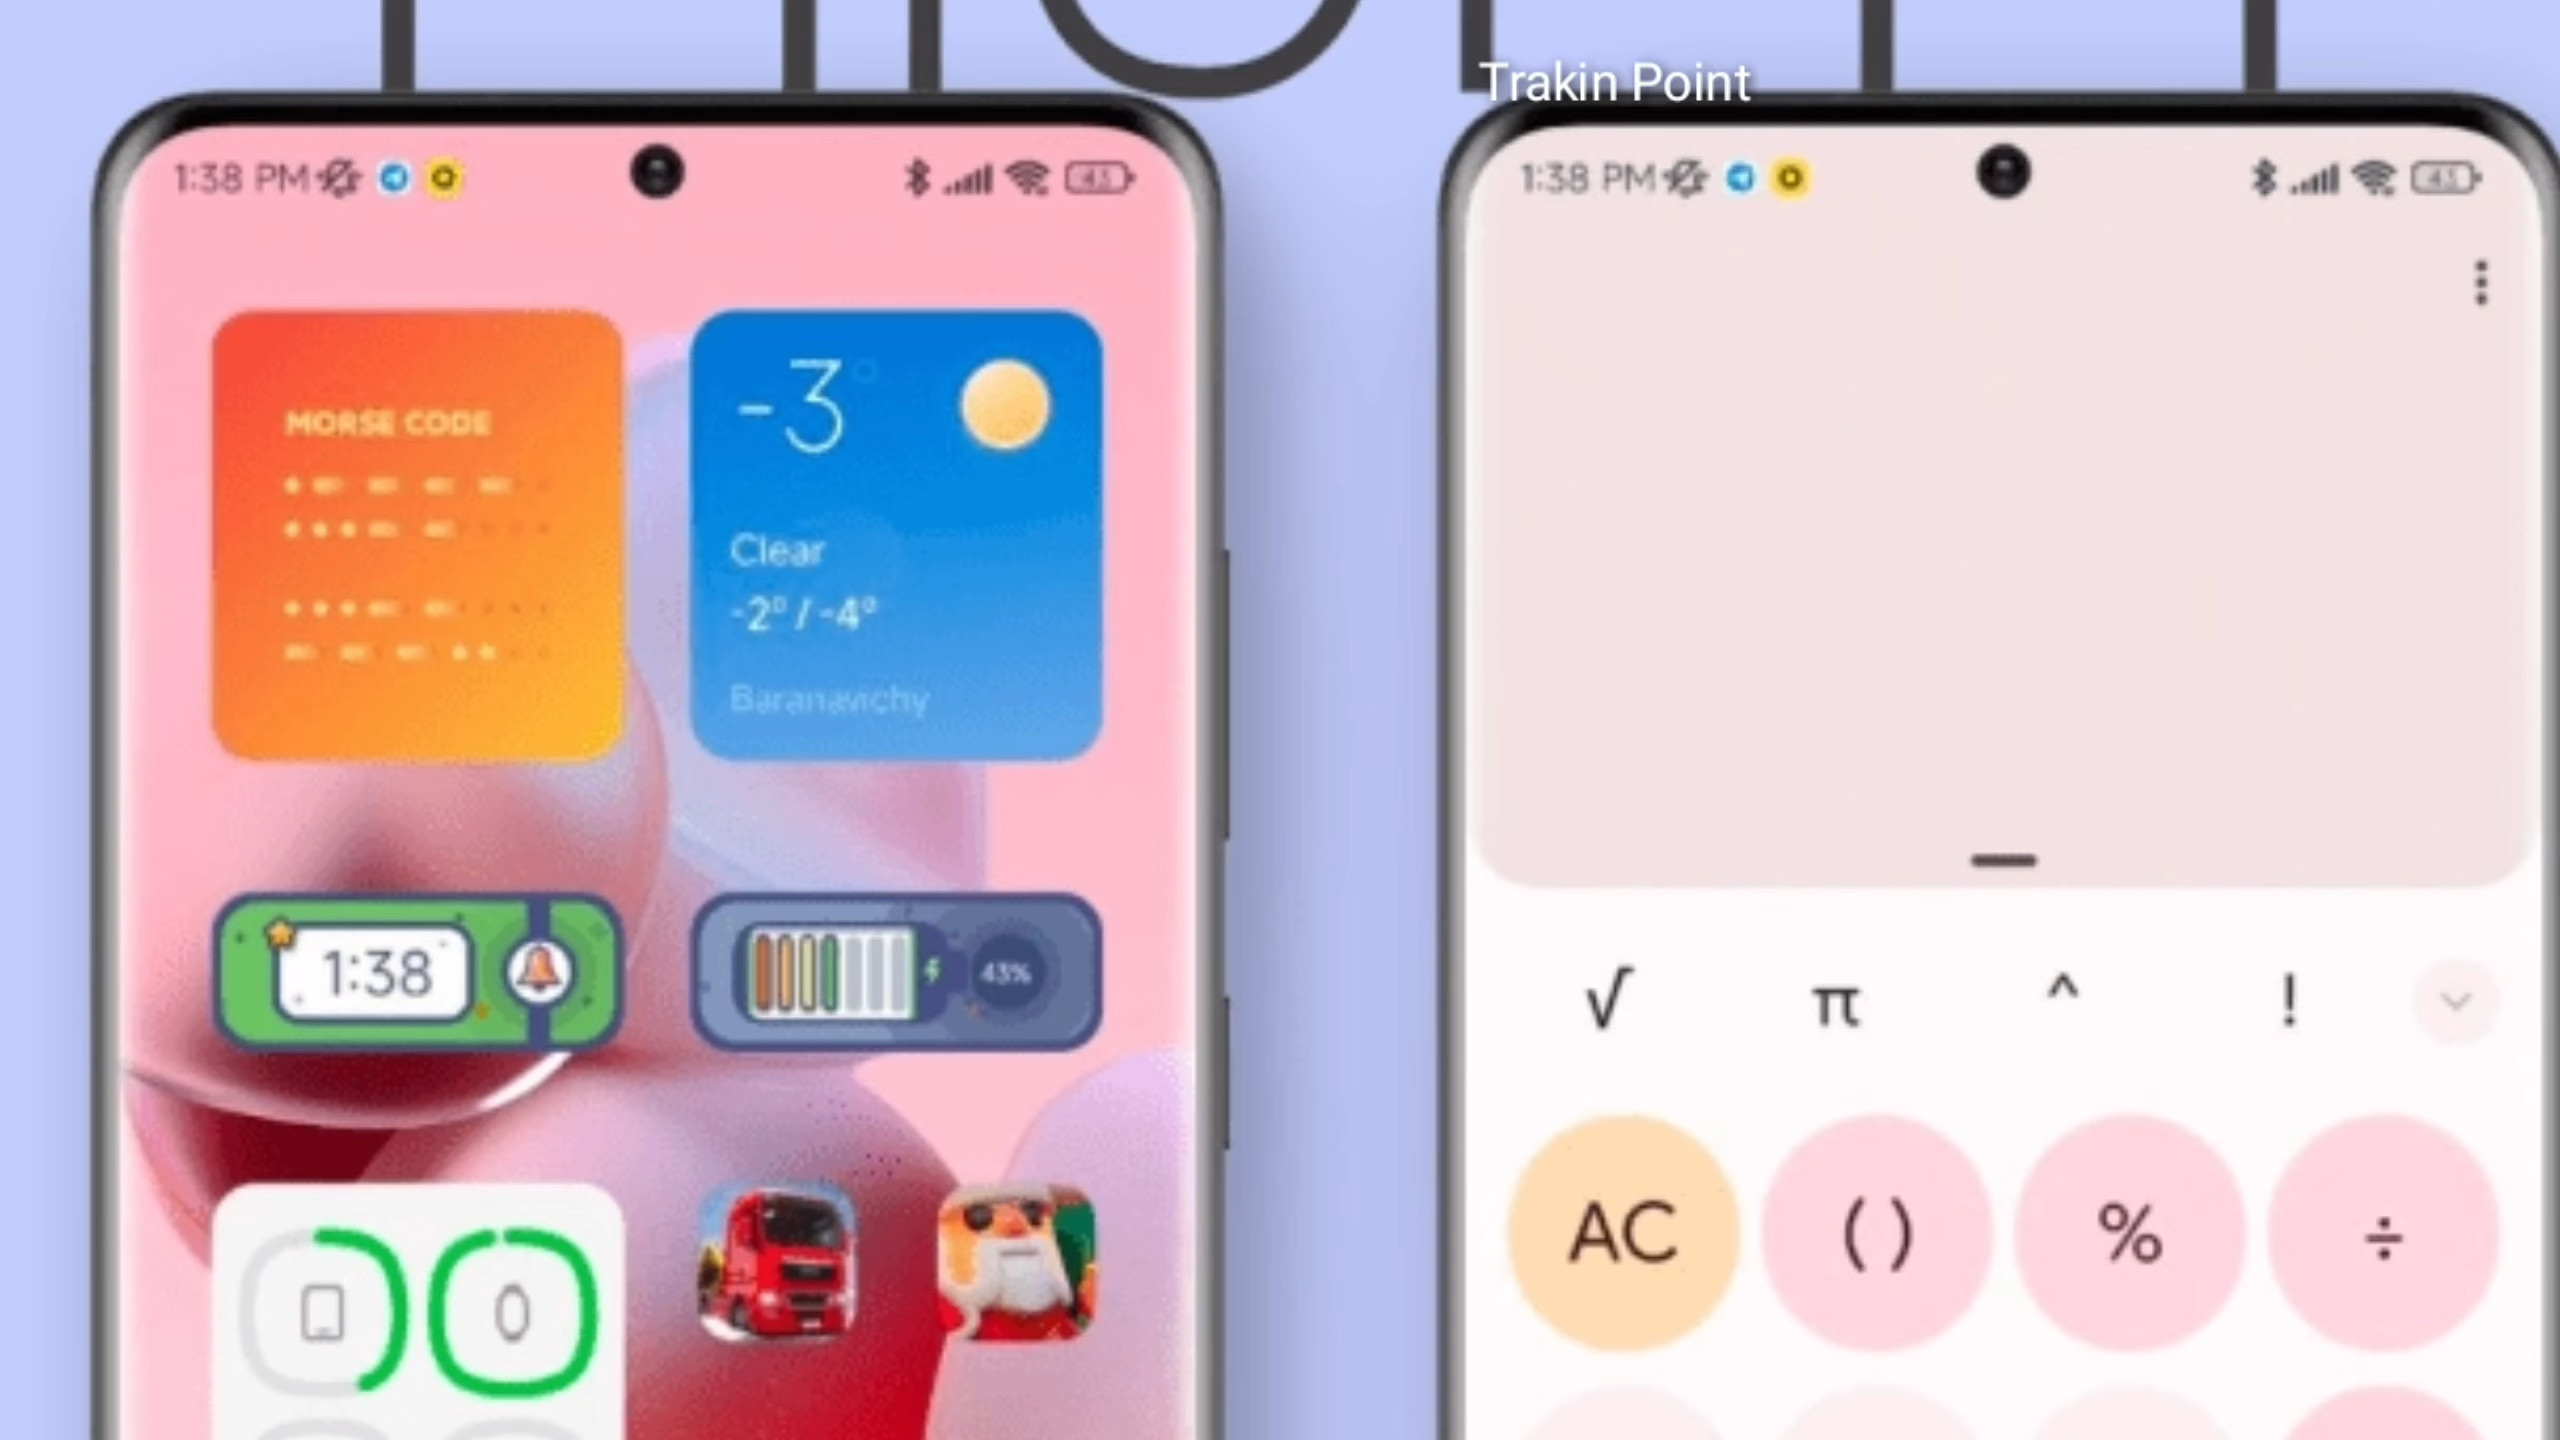 Trakin Point
1:38 PM
1:38 PM
MORSE CODE
-3°
Clear
-2° / -4°
Baranavichy
1:38
43%
√ π ^ !
AC ( ) % ÷